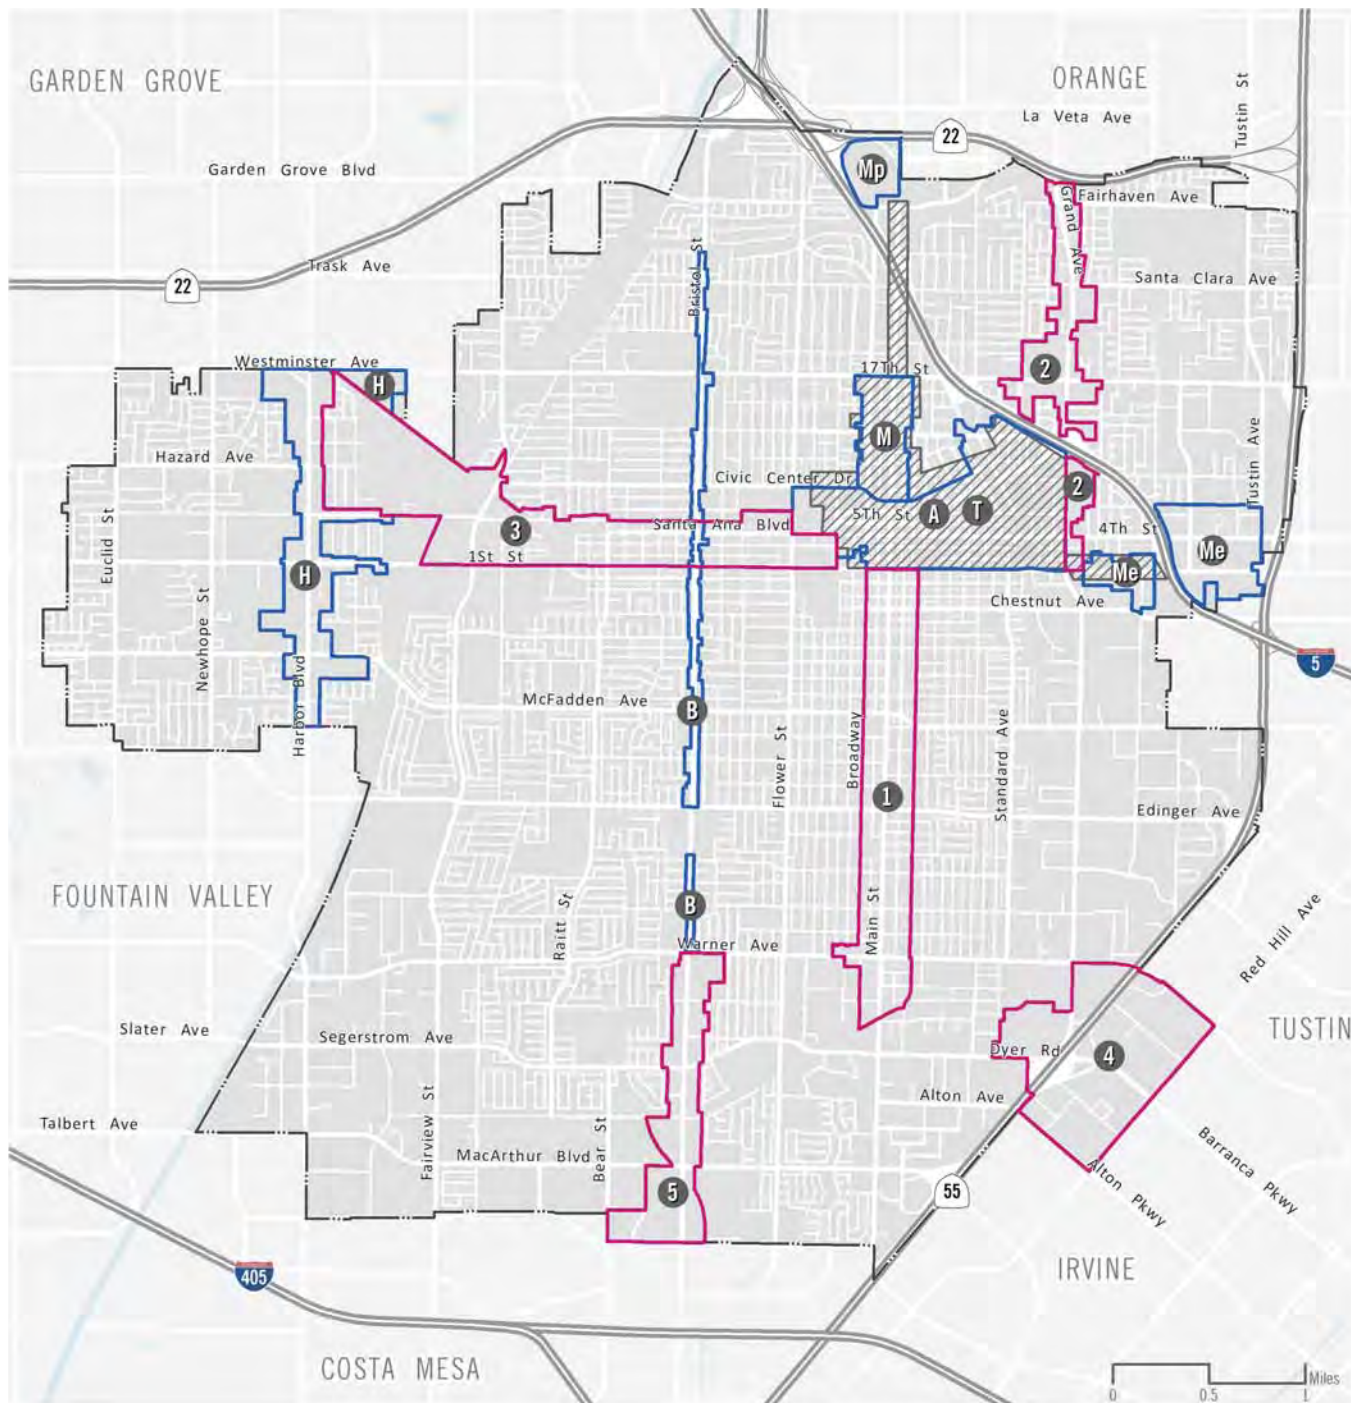 GARDEN GROVE
ORANGE
Tustin St
La Veta Ave
22
Garden Grove Blvd
Mp
Fairhaven Ave
Grand Ave
Bristol St
Trask Ave
22
Santa Clara Ave
Westminster Ave
17Th St
2
H
Hazard Ave
M
Civic Center Dr
2
Tustin Ave
Euclid St
3
Santa Ana Blvd
5Th St
A
T
4Th St
1St St
Me
Me
H
Newhope St
Chestnut Ave
5
Harbor Blvd
McFadden Ave
B
Flower St
Broadway
Standard Ave
1
Edinger Ave
FOUNTAIN VALLEY
Raitt St
B
Main St
Red Hill Ave
Warner Ave
Slater Ave
Segerstrom Ave
Dyer Rd
4
TUSTIN
Alton Ave
Talbert Ave
Fairview St
Bear St
MacArthur Blvd
Barranca Pkwy
Alton Pkwy
5
55
405
IRVINE
COSTA MESA
Miles
0 0.5 1